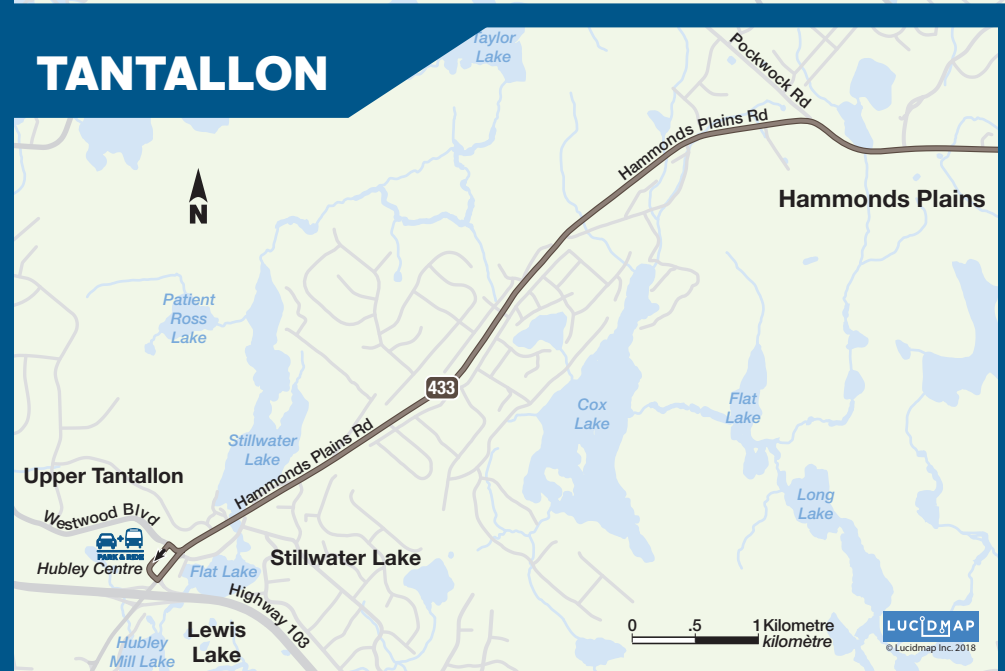 TANTALLON
Taylor
Lake
Pockwock Rd
Hammonds Plains Rd
Hammonds Plains
N
Patient
Ross
Lake
433
Cox
Lake
Flat
Lake
Stillwater
Lake
Hammonds Plains Rd
Upper Tantallon
Long
Lake
Westwood Blvd
PARK & RIDE
Hubley Centre
Flat Lake
Stillwater Lake
Highway 103
Lewis
Lake
Hubley
Mill Lake
0 .5 1 Kilometre
kilomètre
LUCIDMAP
© Lucidmap Inc. 2018